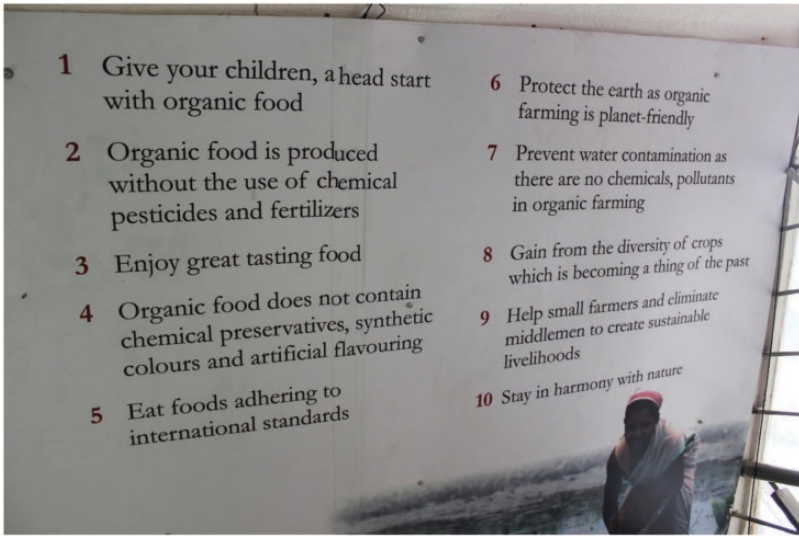 1 Give your children, a head start
with organic food
2 Organic food is produced
without the use of chemical
pesticides and fertilizers
3 Enjoy great tasting food
4 Organic food does not contain
chemical preservatives, synthetic
colours and artificial flavouring
5 Eat foods adhering to
international standards
6 Protect the earth as organic
farming is planet-friendly
7 Prevent water contamination as
there are no chemicals, pollutants
in organic farming
8 Gain from the diversity of crops
which is becoming a thing of the past
9 Help small farmers and eliminate
middlemen to create sustainable
livelihoods
10 Stay in harmony with nature